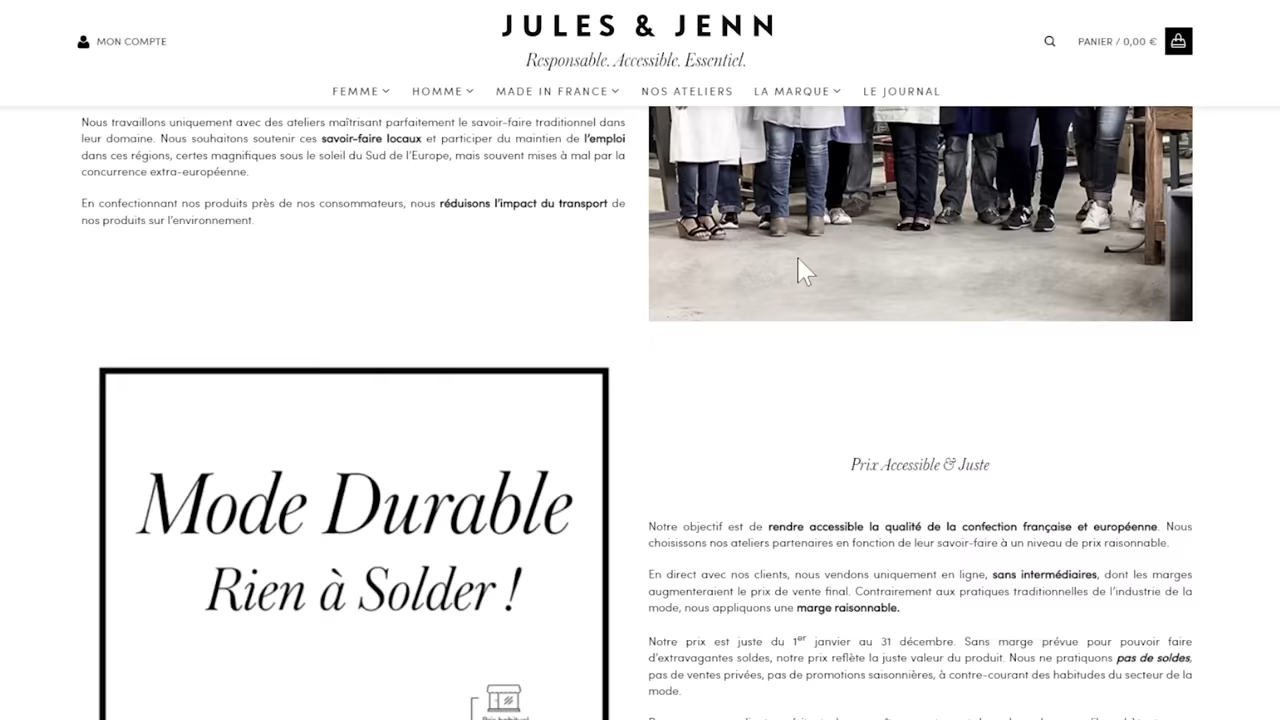 MON COMPTE
JULES & JENN
Responsable. Accessible. Essentiel.
PANIER / 0,00 €
FEMME
HOMME
MADE IN FRANCE
NOS ATELIERS
LA MARQUE
LE JOURNAL
Nous travaillons uniquement avec des ateliers maîtrisant parfaitement le savoir-faire traditionnel dans
leur domaine. Nous souhaitons soutenir ces savoir-faire locaux et participer du maintien de l'emploi
dans ces régions, certes magnifiques sous le soleil du Sud de l'Europe, mais souvent mises à mal par la
concurrence extra-européenne.
En confectionnant nos produits près de nos consommateurs, nous réduisons l'impact du transport de
nos produits sur l'environnement.
Mode Durable
Rien à Solder !
Prix Accessible & Juste
Notre objectif est de rendre accessible la qualité de la confection française et européenne. Nous
choisissons nos ateliers partenaires en fonction de leur savoir-faire à un niveau de prix raisonnable.
En direct avec nos clients, nous vendons uniquement en ligne, sans intermédiaires, dont les marges
augmenteraient le prix de vente final. Contrairement aux pratiques traditionnelles de l'industrie de la
mode, nous appliquons une marge raisonnable.
Notre prix est juste du 1er janvier au 31 décembre. Sans marge prévue pour pouvoir faire
d'extravagantes soldes, notre prix reflète la juste valeur du produit. Nous ne pratiquons pas de soldes,
pas de ventes privées, pas de promotions saisonnières, à contre-courant des habitudes du secteur de la
mode.